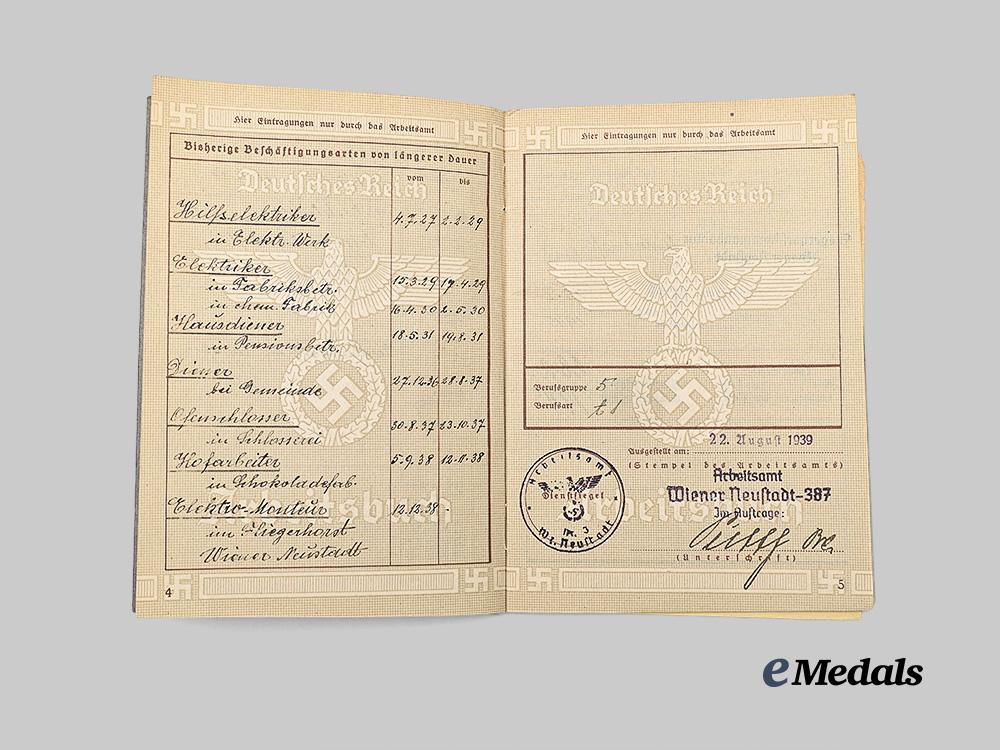 Hier Eintragungen nur durch das Arbeitsamt
Bisherige Beschäftigungsarten von längerer Dauer
vom bis
Deutsches Reich
Hilfselektriker 4.7.27 2.2.29
in Elektr. Werk
Elektriker
in Fabriksbetr. 15.3.29 17.4.29
in chem. Fabrik 16.4.30 2.5.30
Hausdiener 18.5.31 19.8.31
in Pensionsbetr.
Diener 27.12.36 28.8.37
bei Gemeinde
Ofenschlosser 30.8.37 23.10.37
in Schlosserei
Hofarbeiter 5.9.38 12.11.38
in Schokoladefab.
Elektro-Monteur 12.12.38 -
im Fliegerhorst
Wiener Neustadt
Arbeitsbuch
4
Hier Eintragungen nur durch das Arbeitsamt
Deutsches Reich
Berufsgruppe 5
Berufsart
22. August 1939
Ausgestellt am:
(Stempel des Arbeitsamts)
Arbeitsamt
Wiener Neustadt-387
Im Auftrage:
(Unterschrift)
Arbeitsbuch
Arbeitsamt
Dienstsiegel
Nr. 3
Wr. Neustadt
5
eMedals